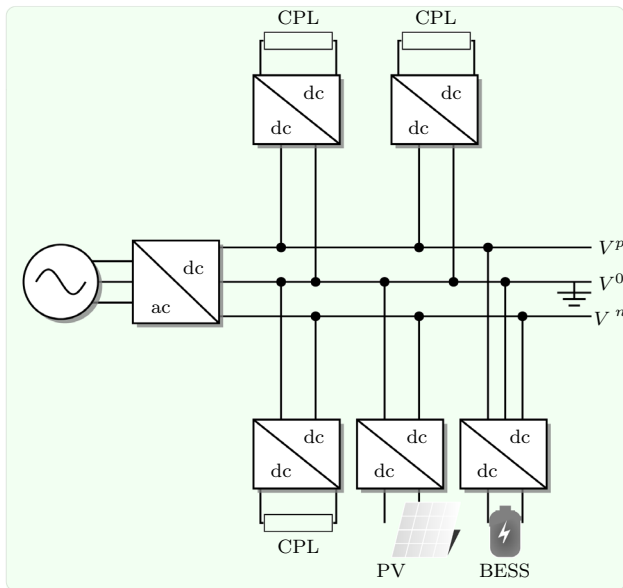 CPL CPL
dc dc
dc dc
dc V^p
V^0
ac V^n
dc dc dc
dc dc dc
CPL PV BESS